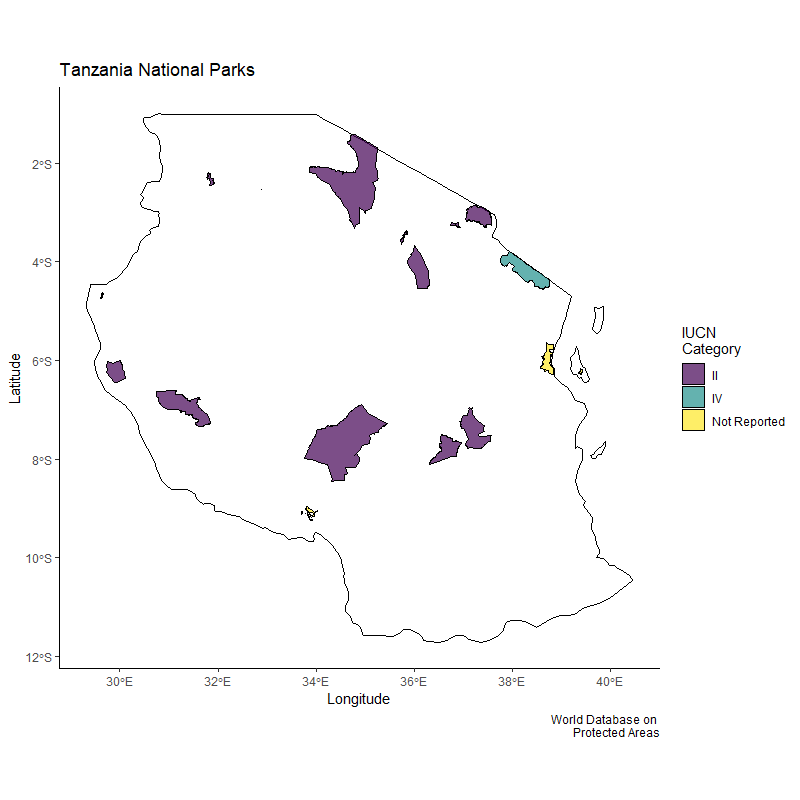 Tanzania National Parks
2°S
4°S
6°S
8°S
10°S
12°S
Latitude
30°E
32°E
34°E
36°E
38°E
40°E
Longitude
IUCN
Category
II
IV
Not Reported
World Database on
Protected Areas